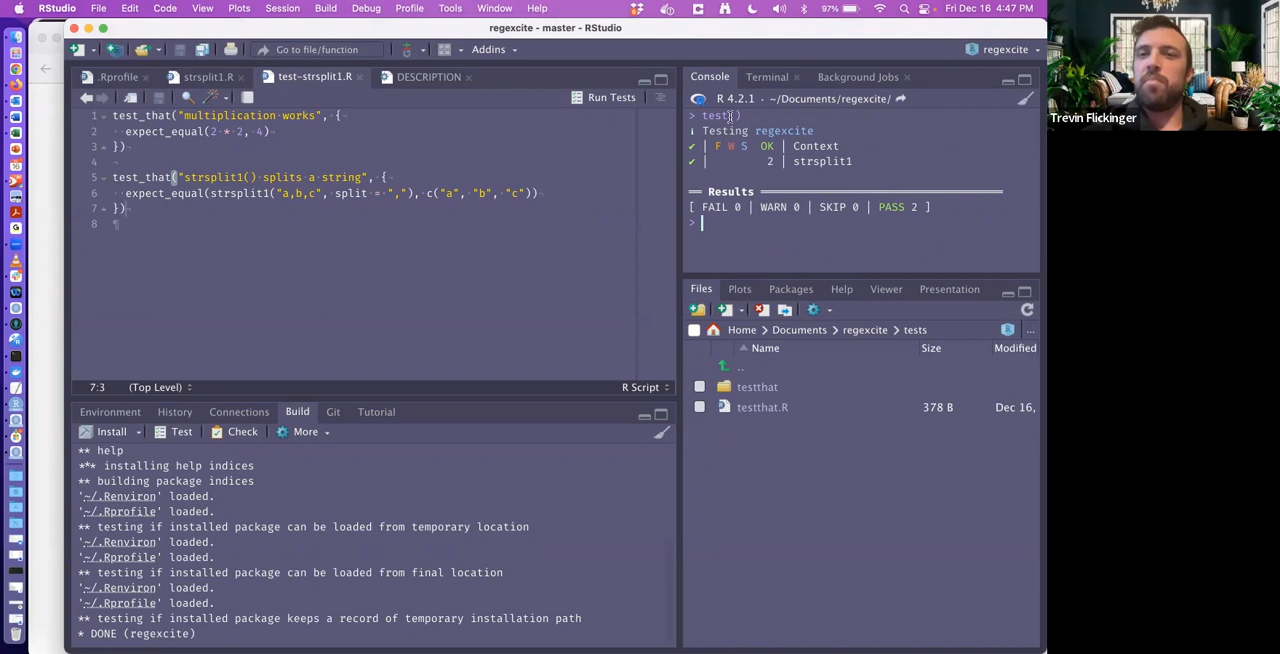 RStudio File Edit Code View Plots Session Build Debug Profile Tools Window Help
97% Fri Dec 16 4:47 PM
regexcite - master - RStudio
Go to file/function Addins regexcite
.Rprofile strsplit1.R test-strsplit1.R DESCRIPTION
Run Tests
1 test_that("multiplication works", {
2 expect_equal(2 * 2, 4)
3 })
4
5 test_that("strsplit1() splits a string", {
6 expect_equal(strsplit1("a,b,c", split = ","), c("a", "b", "c"))
7 })
8
7:3 (Top Level) R Script
Environment History Connections Build Git Tutorial
Install Test Check More
** help
*** installing help indices
** building package indices
'~/.Renviron' loaded.
'~/.Rprofile' loaded.
** testing if installed package can be loaded from temporary location
'~/.Renviron' loaded.
'~/.Rprofile' loaded.
** testing if installed package can be loaded from final location
'~/.Renviron' loaded.
'~/.Rprofile' loaded.
** testing if installed package keeps a record of temporary installation path
* DONE (regexcite)
Console Terminal Background Jobs
R 4.2.1 · ~/Documents/regexcite/
> test()
ℹ Testing regexcite
✔ | F W S OK | Context
✔ | 2 | strsplit1
══ Results ══════════════════
[ FAIL 0 | WARN 0 | SKIP 0 | PASS 2 ]
>
Files Plots Packages Help Viewer Presentation
Home Documents regexcite tests ...
Name Size Modified
..
testthat
testthat.R 378 B Dec 16,
Trevin Flickinger